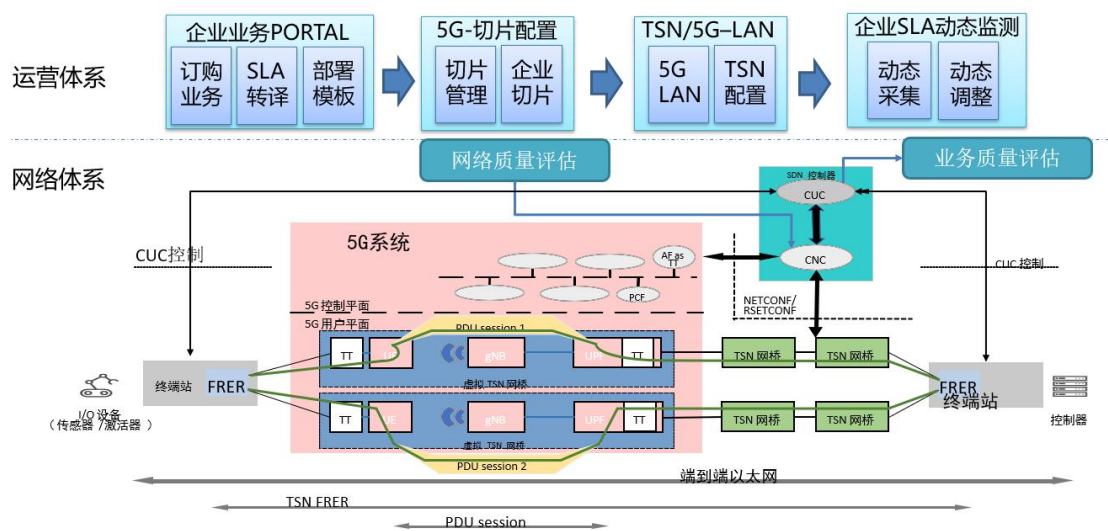 企业业务PORTAL
5G-切片配置
TSN/5G–LAN
企业SLA动态监测
运营体系
订购
业务
SLA
转译
部署
模板
切片
管理
企业
切片
5G
LAN
TSN
配置
动态
采集
动态
调整
网络体系
网络质量评估
业务质量评估
SDN 控制器
CUC
CNC
5G系统
CUC控制
CUC 控制
AF as
TT
PCF
NETCONF/
RSETCONF
5G 控制平面
5G 用户平面
PDU session 1
TT
UE
gNB
UPF
TT
TSN 网桥
TSN 网桥
虚拟 TSN 网桥
终端站
FRER
FRER
终端站
TT
UE
gNB
UPF
TT
TSN 网桥
TSN 网桥
虚拟 TSN 网桥
I/O 设备
（传感器 /激活器 ）
控制器
PDU session 2
端到端以太网
TSN FRER
PDU session